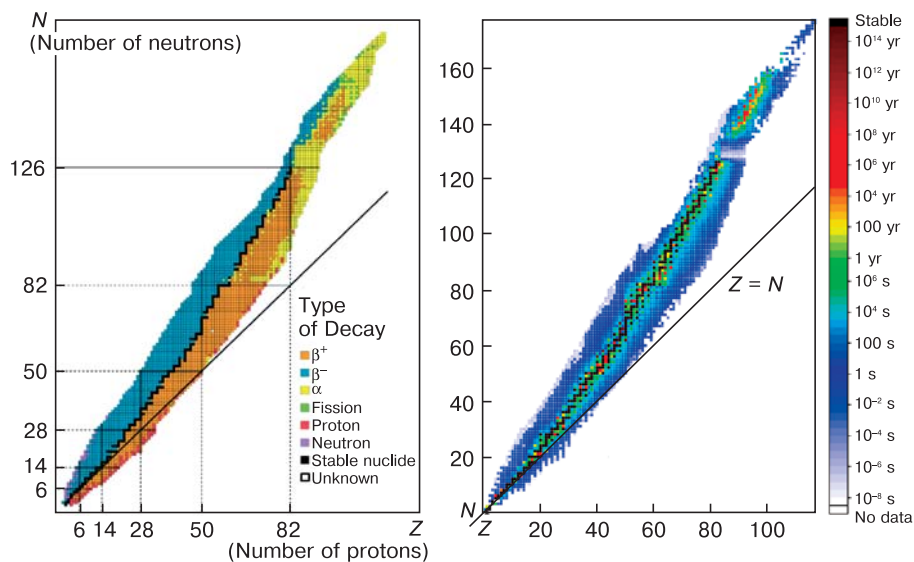 N
(Number of neutrons)
126
82
50
28
14
6
6 14 28 50 82 Z
(Number of protons)
Type
of Decay
β⁺
β⁻
α
Fission
Proton
Neutron
Stable nuclide
Unknown
160
140
120
100
80
60
40
20
N
Z
20 40 60 80 100
Z = N
Stable
10¹⁴ yr
10¹² yr
10¹⁰ yr
10⁸ yr
10⁶ yr
10⁴ yr
100 yr
1 yr
10⁶ s
10⁴ s
100 s
1 s
10⁻² s
10⁻⁴ s
10⁻⁶ s
10⁻⁸ s
No data